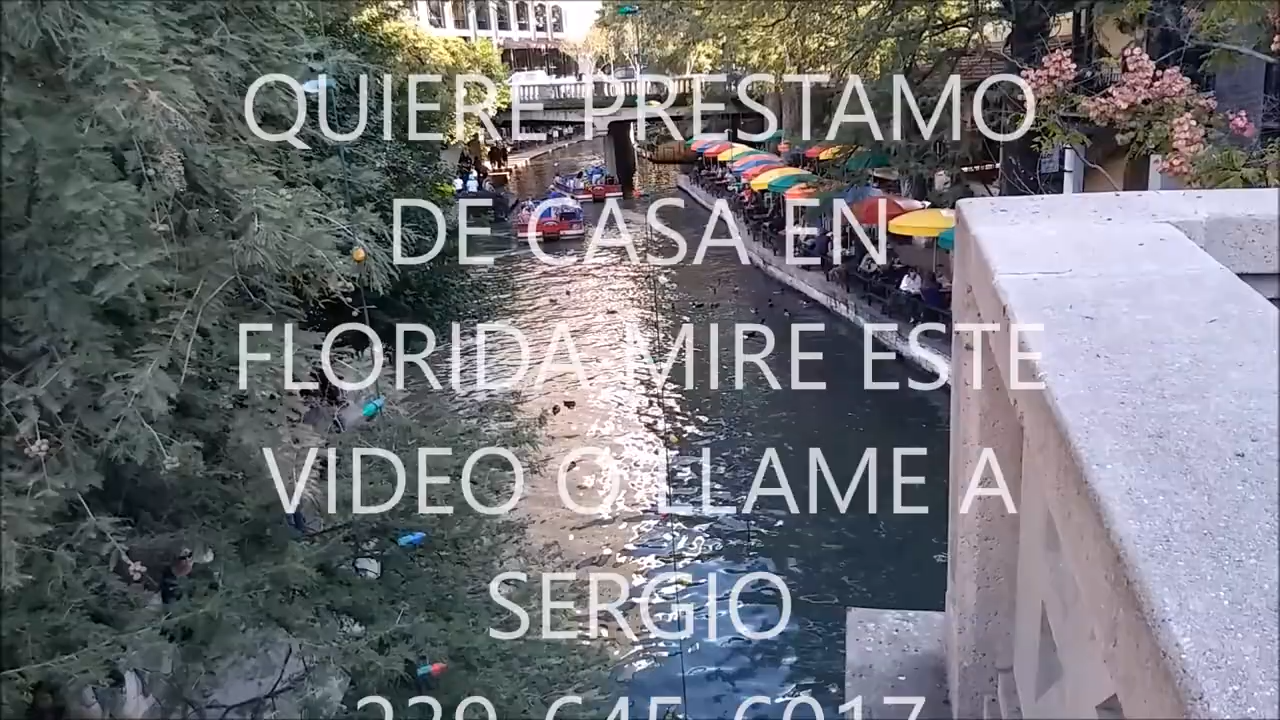 QUIERE PRESTAMO
DE CASA EN
FLORIDA MIRE ESTE
VIDEO O LLAME A
SERGIO